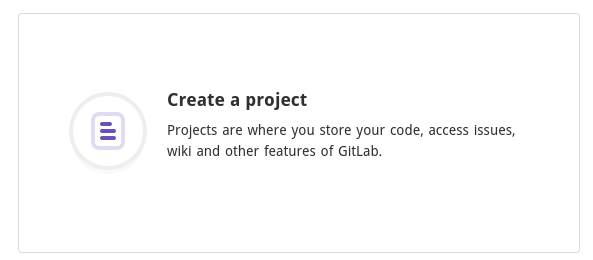 Create a project
Projects are where you store your code, access issues,
wiki and other features of GitLab.